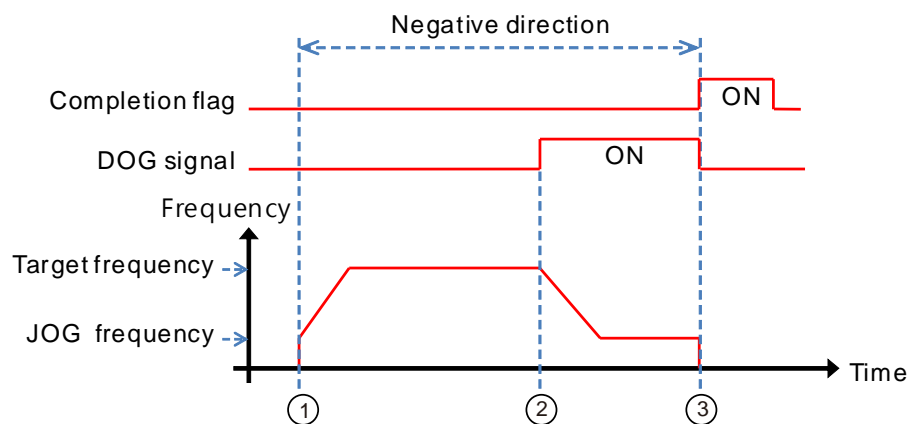 Negative direction
Completion flag
ON
DOG signal
ON
Frequency
Target frequency
JOG frequency
Time
1 2 3